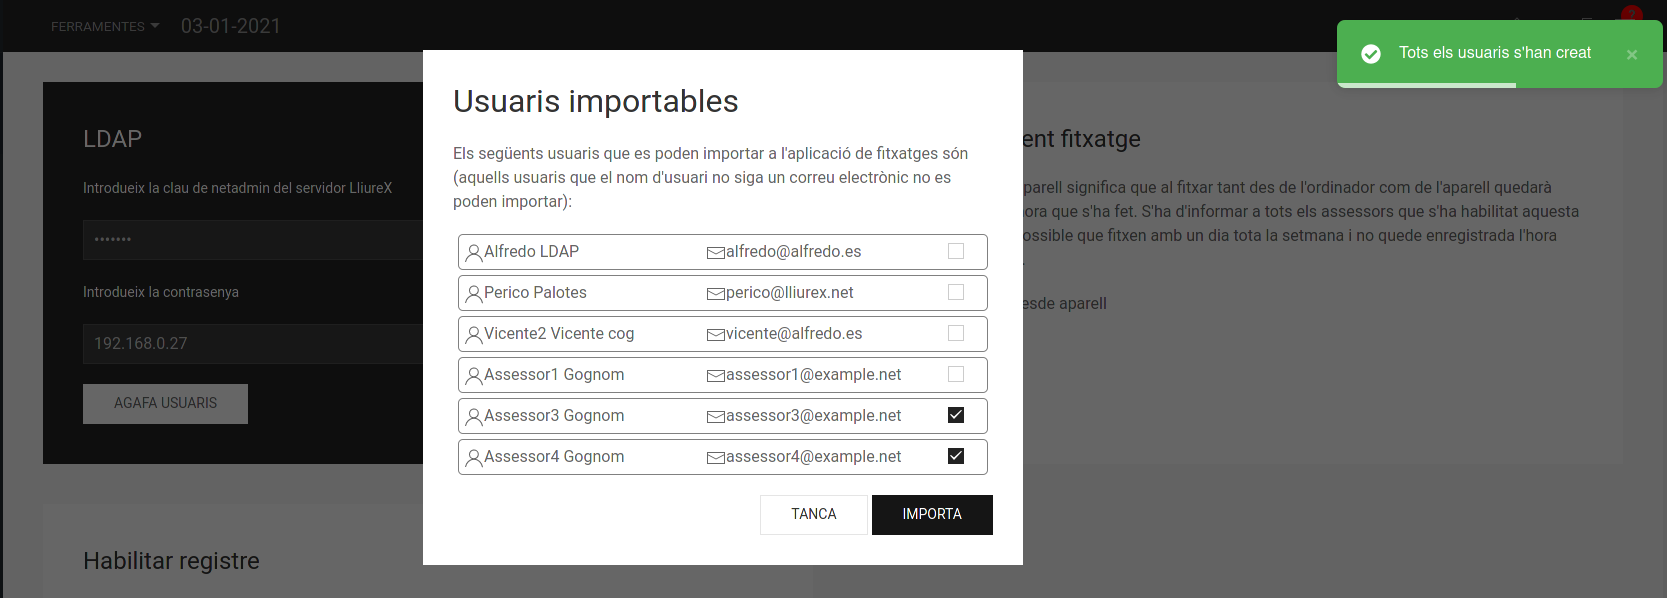 FERRAMENTES
03-01-2021
Tots els usuaris s'han creat
LDAP
Introdueix la clau de netadmin del servidor LliureX
•••••••
Introdueix la contrasenya
192.168.0.27
AGAFA USUARIS
Habilitar registre
Usuaris importables
Els següents usuaris que es poden importar a l'aplicació de fitxatges són
(aquells usuaris que el nom d'usuari no siga un correu electrònic no es
poden importar):
Alfredo LDAP alfredo@alfredo.es
Perico Palotes perico@lliurex.net
Vicente2 Vicente cog vicente@alfredo.es
Assessor1 Gognom assessor1@example.net
Assessor3 Gognom assessor3@example.net
Assessor4 Gognom assessor4@example.net
TANCA
IMPORTA
ent fitxatge
parell significa que al fitxar tant des de l'ordinador com de l'aparell quedarà
ora que s'ha fet. S'ha d'informar a tots els assessors que s'ha habilitat aquesta
ossible que fitxen amb un dia tota la setmana i no quede enregistrada l'hora
.
esde aparell